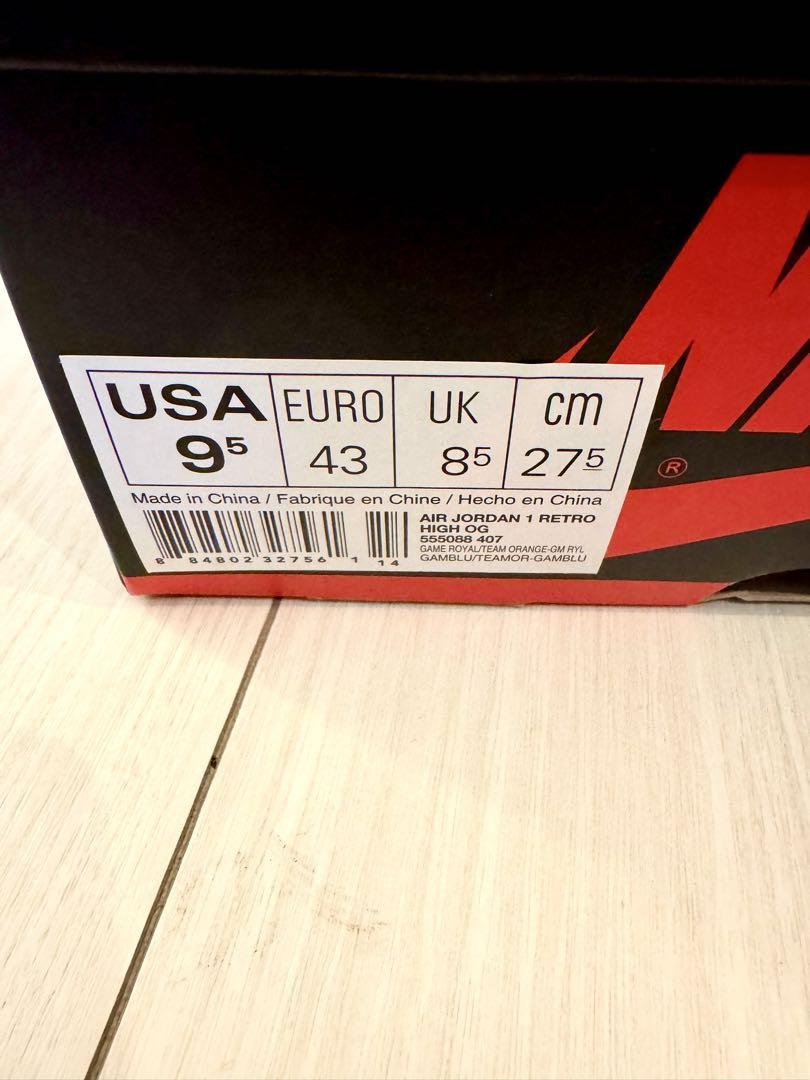 USA EURO UK cm
9⁵ 43 8⁵ 27⁵
Made in China / Fabrique en Chine / Hecho en China
AIR JORDAN 1 RETRO
HIGH OG
555088 407
GAME ROYAL/TEAM ORANGE-GM RYL
GAMBLU/TEAMOR-GAMBLU
8 84802 32756 1 14
®